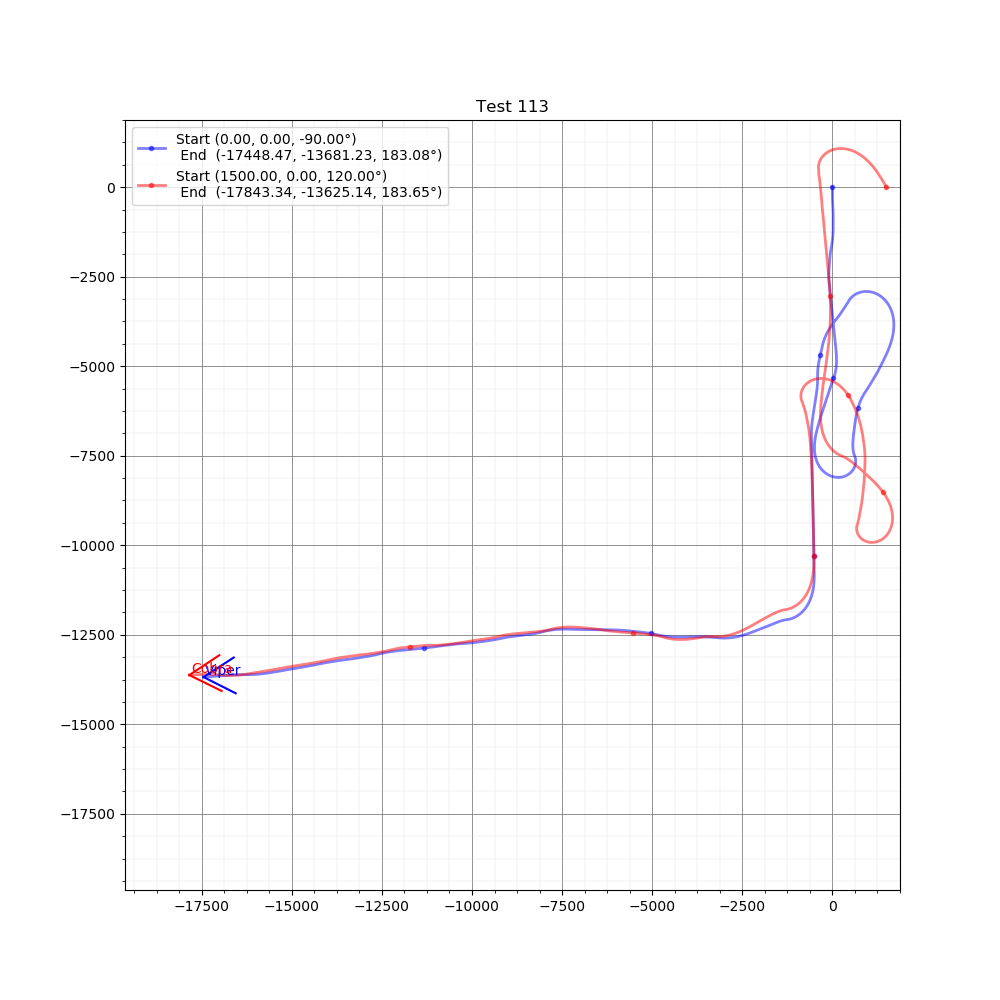 Test 113
Start (0.00, 0.00, -90.00°)
End (-17448.47, -13681.23, 183.08°)
Start (1500.00, 0.00, 120.00°)
End (-17843.34, -13625.14, 183.65°)
0
−2500
−5000
−7500
−10000
−12500
−15000
−17500
Viper
−17500 −15000 −12500 −10000 −7500 −5000 −2500 0